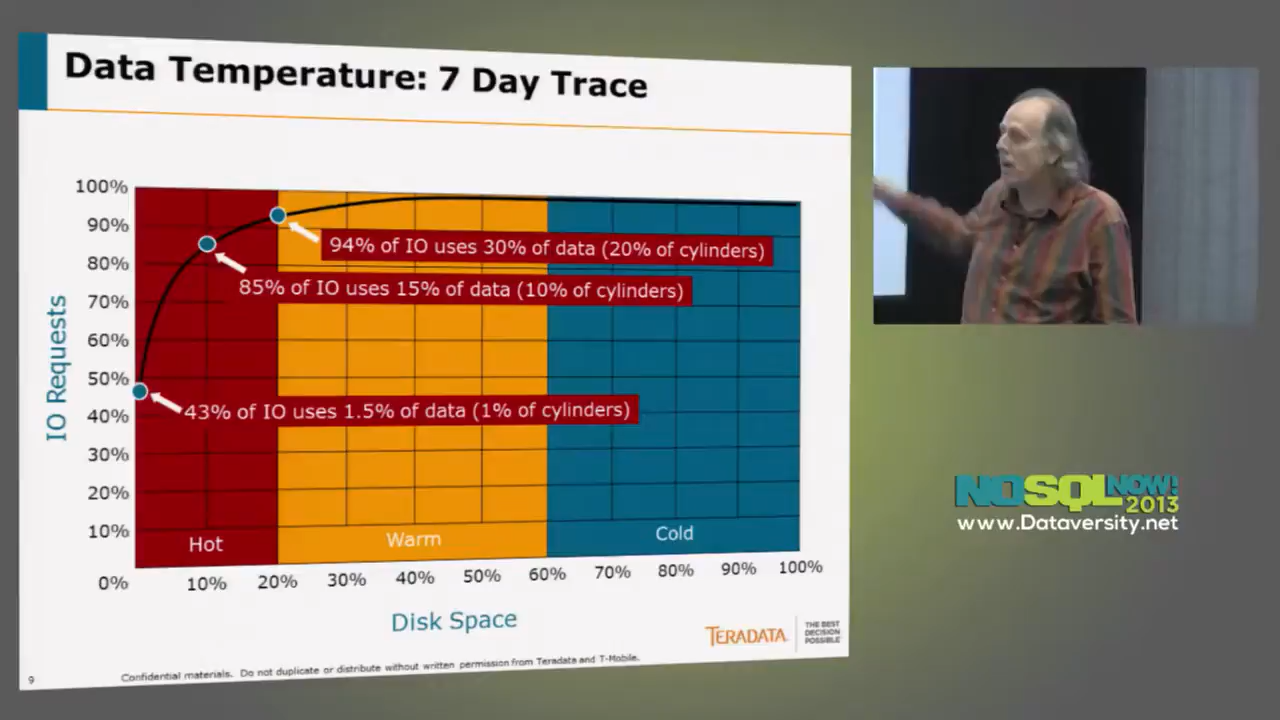 Data Temperature: 7 Day Trace
IO Requests
100%
90%
80%
70%
60%
50%
40%
30%
20%
10%
0%
94% of IO uses 30% of data (20% of cylinders)
85% of IO uses 15% of data (10% of cylinders)
43% of IO uses 1.5% of data (1% of cylinders)
Hot
Warm
Cold
10% 20% 30% 40% 50% 60% 70% 80% 90% 100%
Disk Space
TERADATA
THE BEST
DECISION
POSSIBLE
Confidential materials. Do not duplicate or distribute without written permission from Teradata and T-Mobile.
9
NOSQL NOW!
2013
www.Dataversity.net